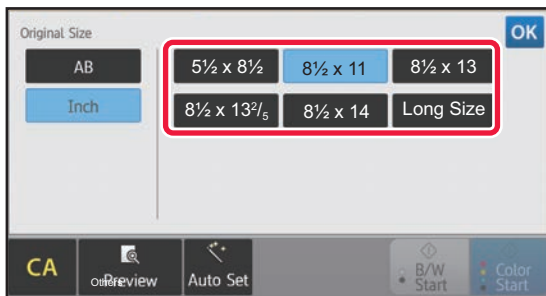 Original Size
OK
AB
5½ x 8½
8½ x 11
8½ x 13
Inch
8½ x 13²/₅
8½ x 14
Long Size
CA
Others
Preview
Auto Set
B/W
Start
Color
Start